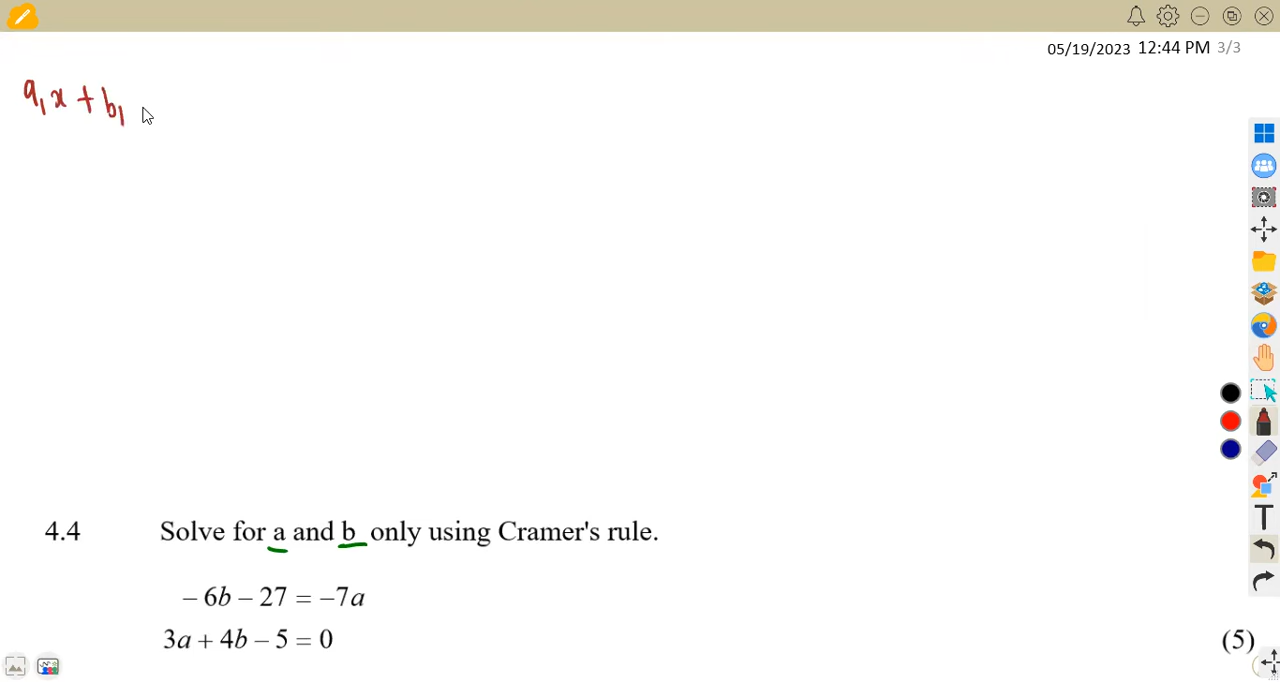 05/19/2023 12:44 PM 3/3
a₁x + b₁
4.4 Solve for a and b only using Cramer's rule.
– 6b – 27 = –7a
3a + 4b – 5 = 0
(5)
T